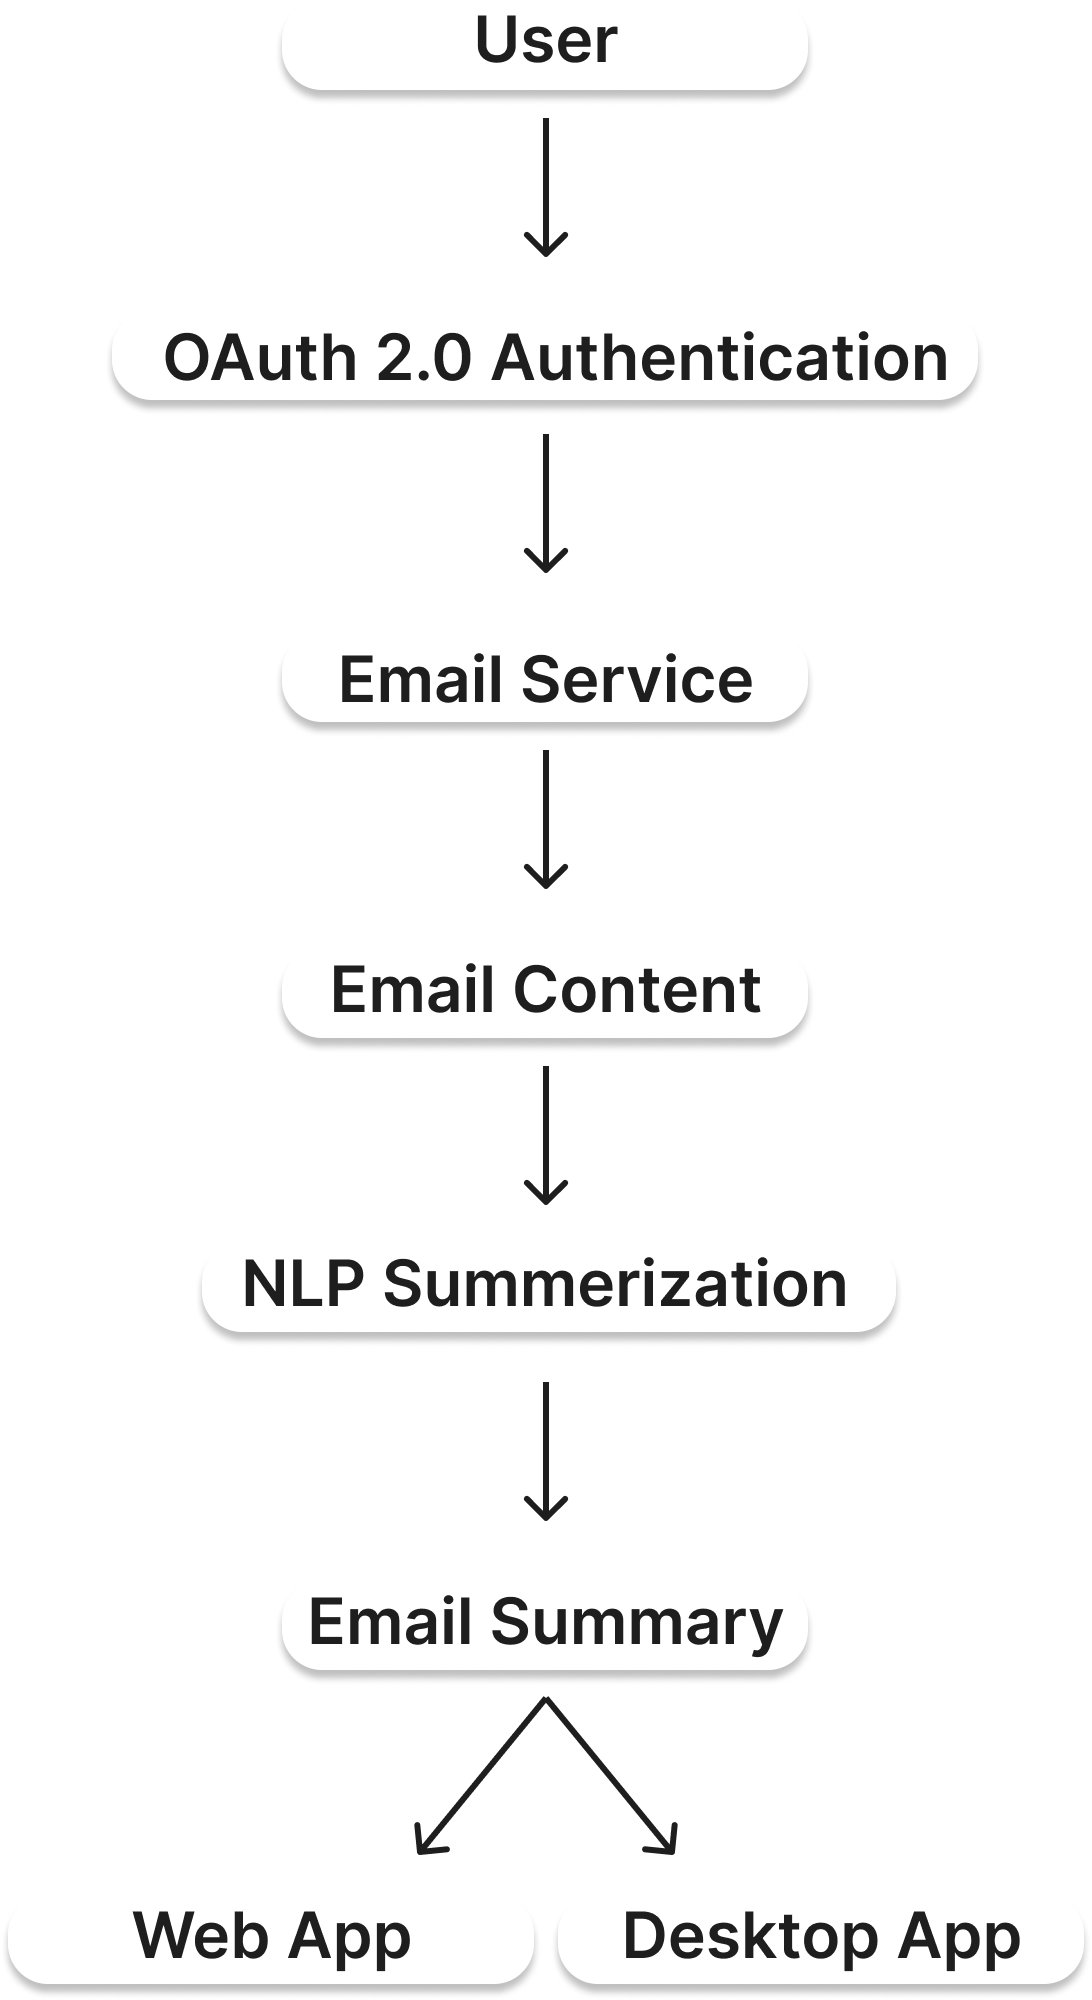 User
OAuth 2.0 Authentication
Email Service
Email Content
NLP Summerization
Email Summary
Web App
Desktop App